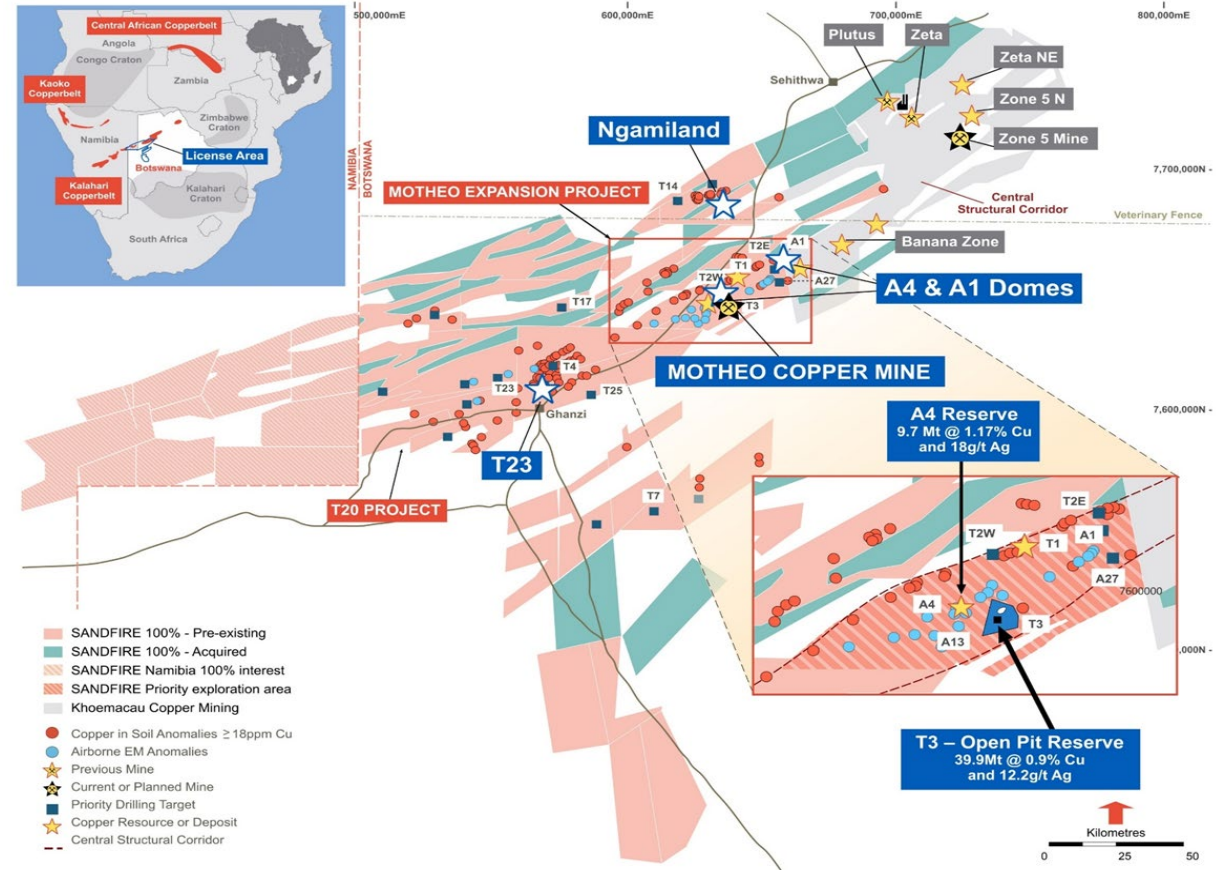 500,000mE
600,000mE
700,000mE
800,000mE
Central African Copperbelt
Angola
Congo Craton
Zambia
Kaoko
Copperbelt
Zimbabwe
Craton
Namibia
License Area
Botswana
Kalahari
Copperbelt
Kalahari
Craton
South Africa
NAMIBIA
BOTSWANA
Plutus
Zeta
Sehithwa
Zeta NE
Zone 5 N
Zone 5 Mine
Ngamiland
7,700,000N
T14
MOTHEO EXPANSION PROJECT
Central
Structural Corridor
Veterinary Fence
T2E
A1
Banana Zone
T1
T2W
A27
A4 & A1 Domes
T17
T3
MOTHEO COPPER MINE
T4
T23
T25
Ghanzi
7,600,000N
T23
A4 Reserve
9.7 Mt @ 1.17% Cu
and 18g/t Ag
T20 PROJECT
T7
T2E
T2W
T1
A1
A27
7600000
A4
T3
A13
,000N
SANDFIRE 100% - Pre-existing
SANDFIRE 100% - Acquired
SANDFIRE Namibia 100% interest
SANDFIRE Priority exploration area
Khoemacau Copper Mining
Copper in Soil Anomalies ≥18ppm Cu
Airborne EM Anomalies
Previous Mine
Current or Planned Mine
Priority Drilling Target
Copper Resource or Deposit
Central Structural Corridor
T3 – Open Pit Reserve
39.9Mt @ 0.9% Cu
and 12.2g/t Ag
Kilometres
0
25
50